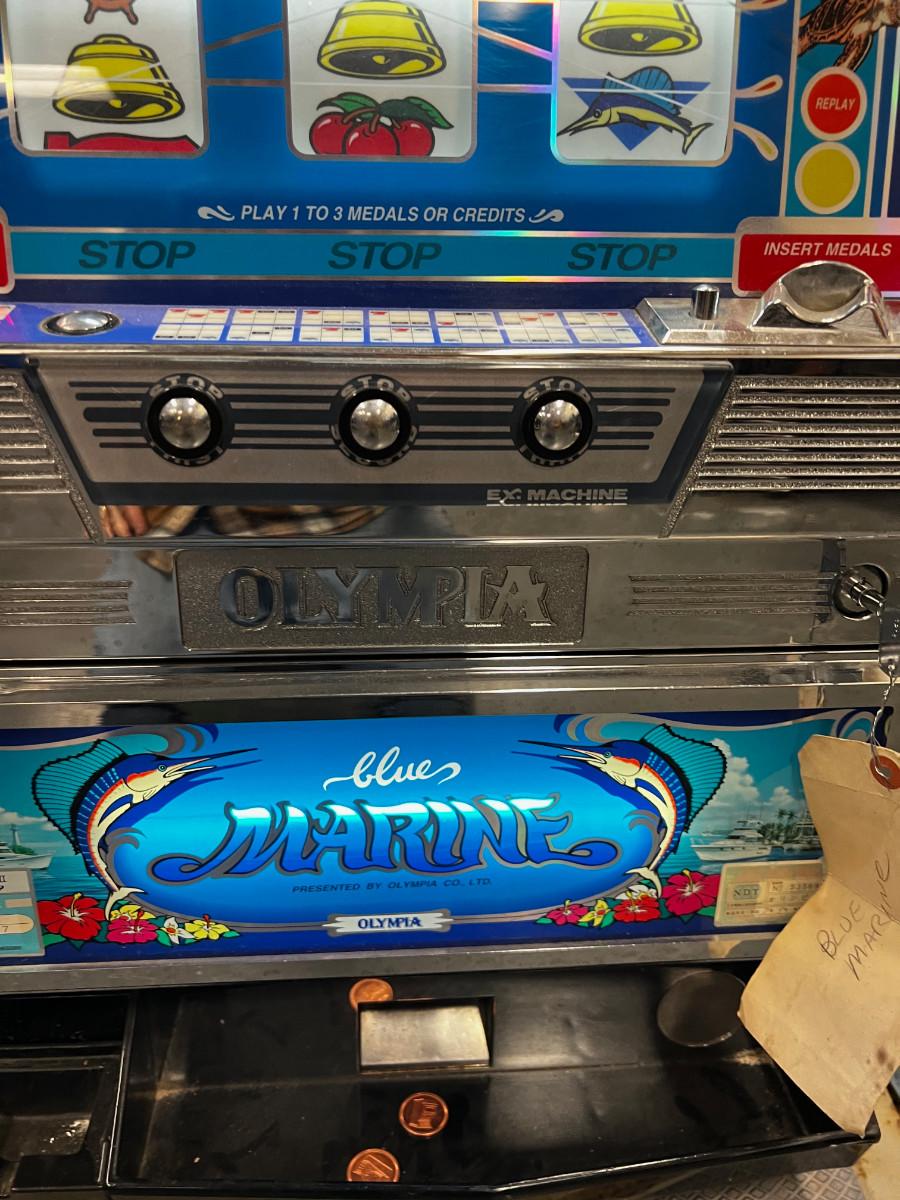 REPLAY
PLAY 1 TO 3 MEDALS OR CREDITS
STOP STOP STOP
INSERT MEDALS
STOP STOP STOP
EX. MACHINE
OLYMPIA
blue
MARINE
PRESENTED BY OLYMPIA CO., LTD.
OLYMPIA
NDT
7
BLUE
MARINE